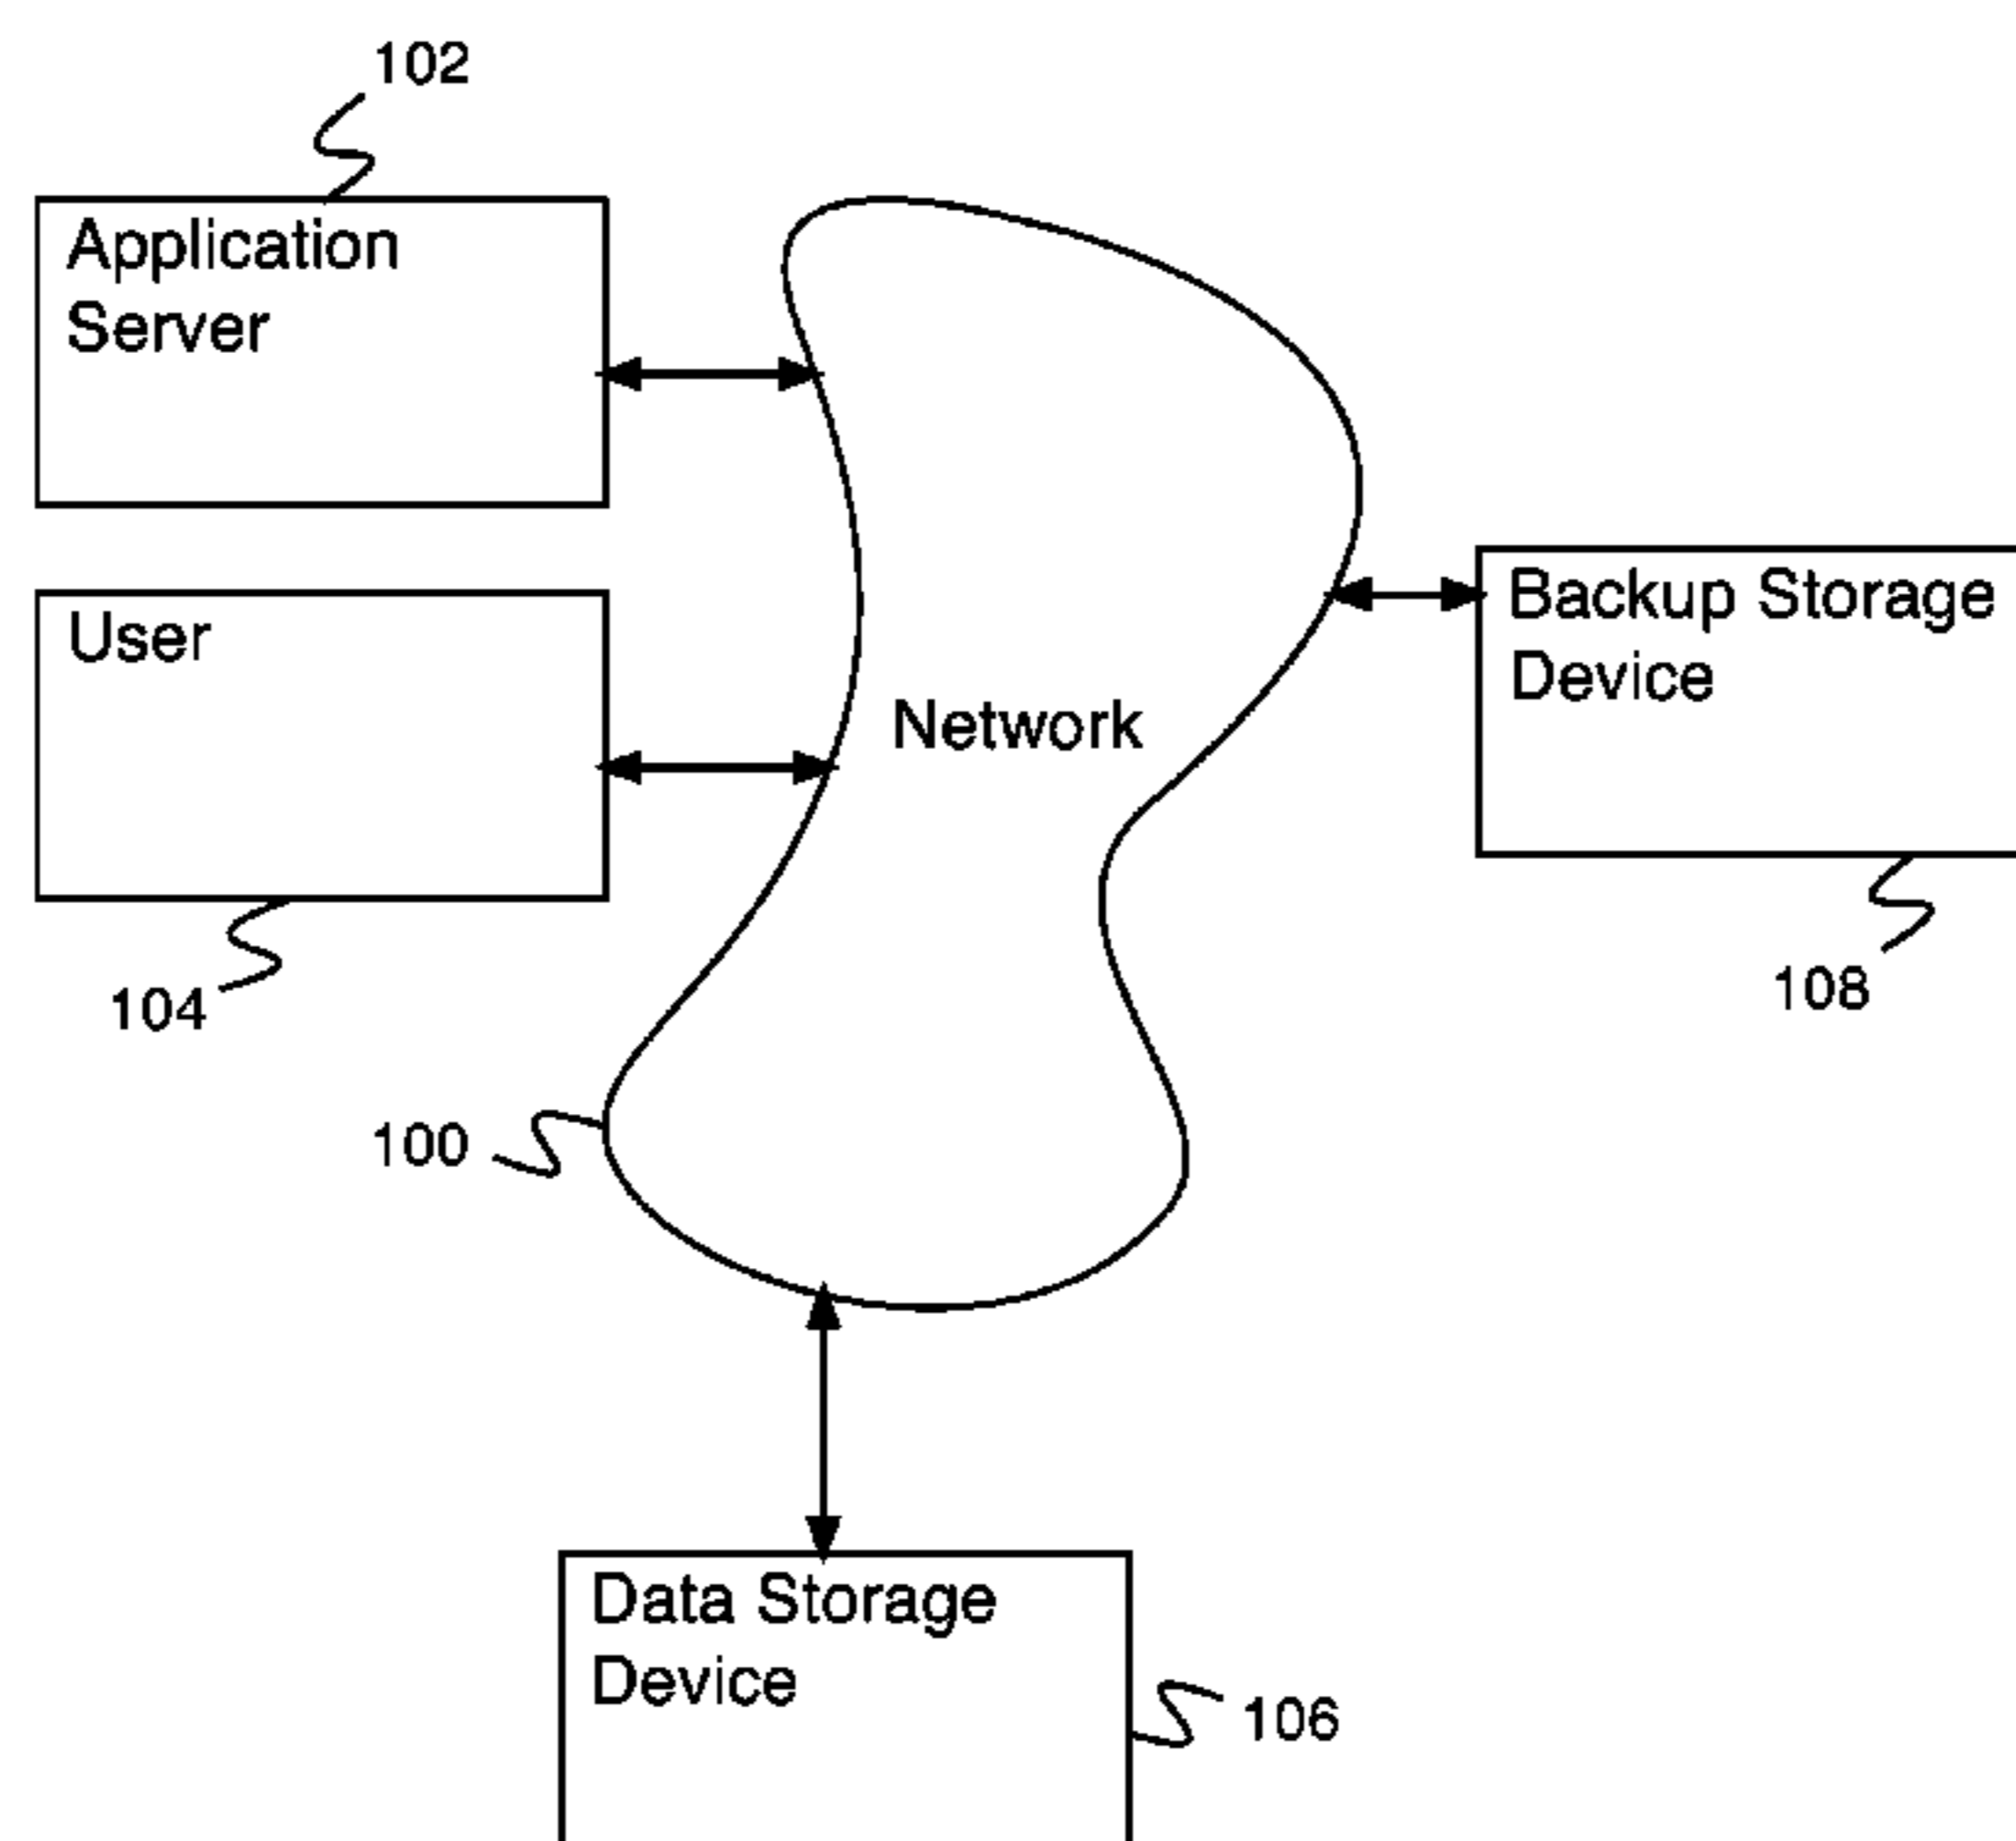 102
Application
Server
User
Network
Backup Storage
Device
104
108
100
Data Storage
Device
106